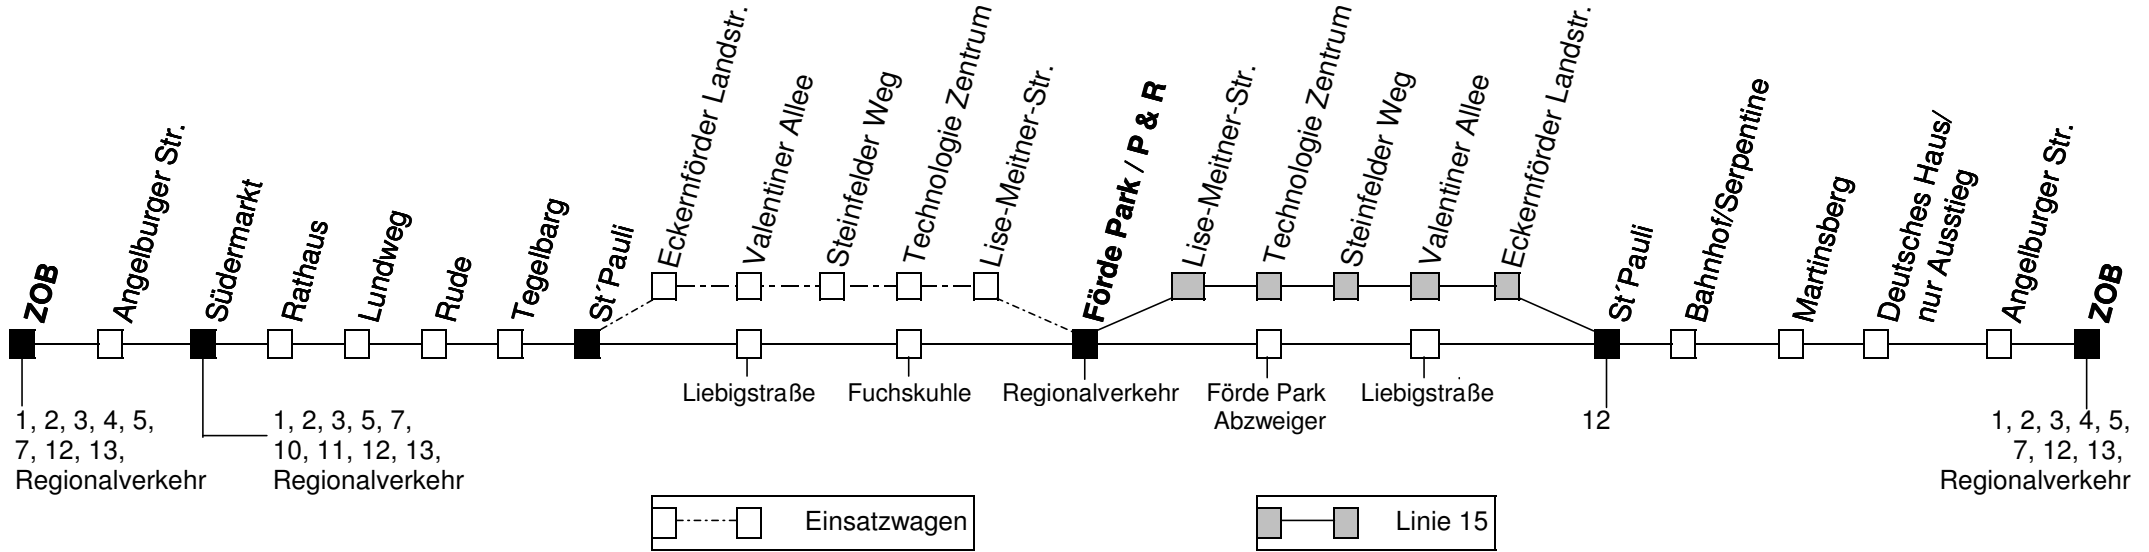 ZOB
Angelburger Str.
Südermarkt
Rathaus
Lundweg
Rude
Tegelbarg
St´Pauli
Eckernförder Landstr.
Valentiner Allee
Steinfelder Weg
Technologie Zentrum
Lise-Meitner-Str.
Förde Park / P & R
Lise-Meitner-Str.
Technologie Zentrum
Steinfelder Weg
Valentiner Allee
Eckernförder Landstr.
St´Pauli
Bahnhof/Serpentine
Martinsberg
Deutsches Haus/
nur Ausstieg
Angelburger Str.
ZOB
Liebigstraße
Fuchskuhle
Regionalverkehr
Förde Park
Abzweiger
Liebigstraße
1, 2, 3, 4, 5,
7, 12, 13,
Regionalverkehr
1, 2, 3, 5, 7,
10, 11, 12, 13,
Regionalverkehr
12
1, 2, 3, 4, 5,
7, 12, 13,
Regionalverkehr
Einsatzwagen
Linie 15